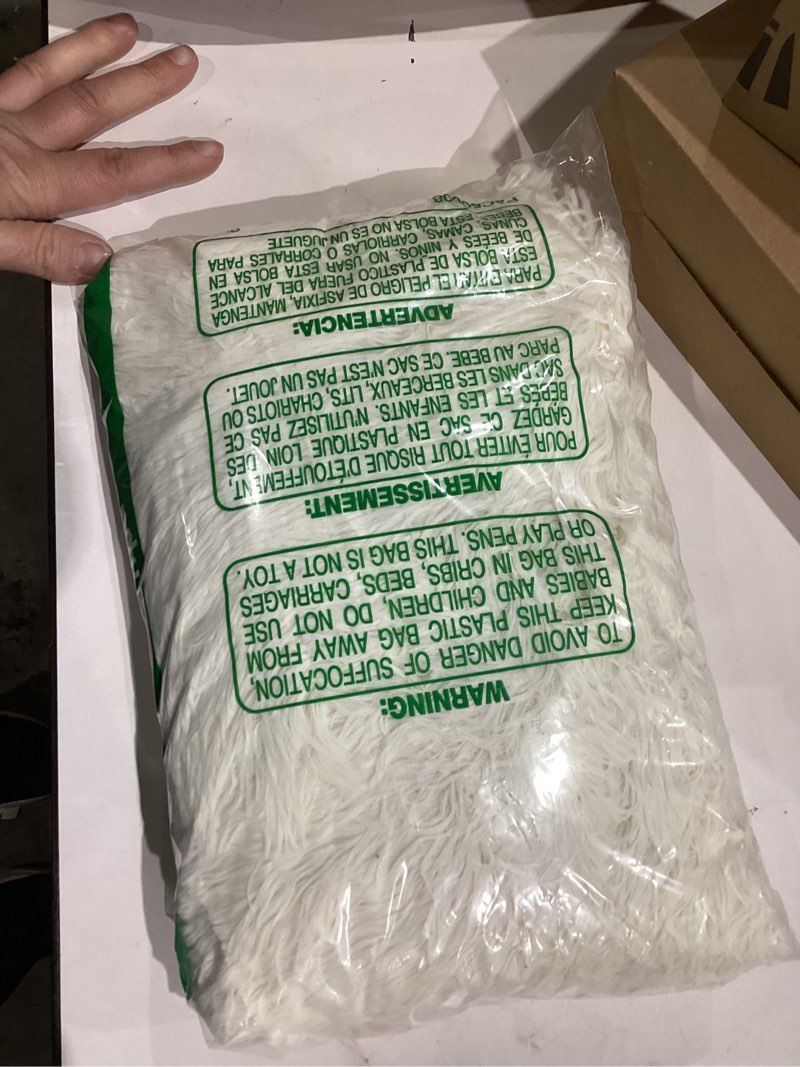 WARNING:
TO AVOID DANGER OF SUFFOCATION,
KEEP THIS PLASTIC BAG AWAY FROM
BABIES AND CHILDREN, DO NOT USE
THIS BAG IN CRIBS, BEDS, CARRIAGES
OR PLAY PENS. THIS BAG IS NOT A TOY.
AVERTISSEMENT:
POUR ÉVITER TOUT RISQUE D'ÉTOUFFEMENT,
GARDEZ CE SAC EN PLASTIQUE LOIN DES
BÉPÉS ET LES ENFANTS. N'UTILISEZ PAS CE
SAC DANS LES BERCEAUX, LITS, CHARIOTS OU
PARC AU BEBE. CE SAC N'EST PAS UN JOUET.
ADVERTENCIA:
PARA EVITAR EL PELIGRO DE ASFIXIA, MANTENGA
ESTA BOLSA DE PLASTICO FUERA DEL ALCANCE
DE BEBES Y NINOS. NO USAR ESTA BOLSA EN
CUNAS, CAMAS, CARRIOLAS O CORRALES PARA
BEBES. ESTA BOLSA NO ES UN JUGUETE